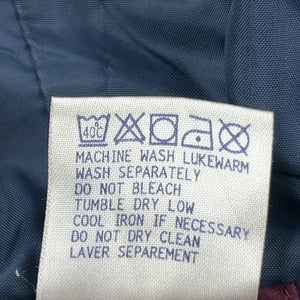 40C
MACHINE WASH LUKEWARM
WASH SEPARATELY
DO NOT BLEACH
TUMBLE DRY LOW
COOL IRON IF NECESSARY
DO NOT DRY CLEAN
LAVER SEPAREMENT